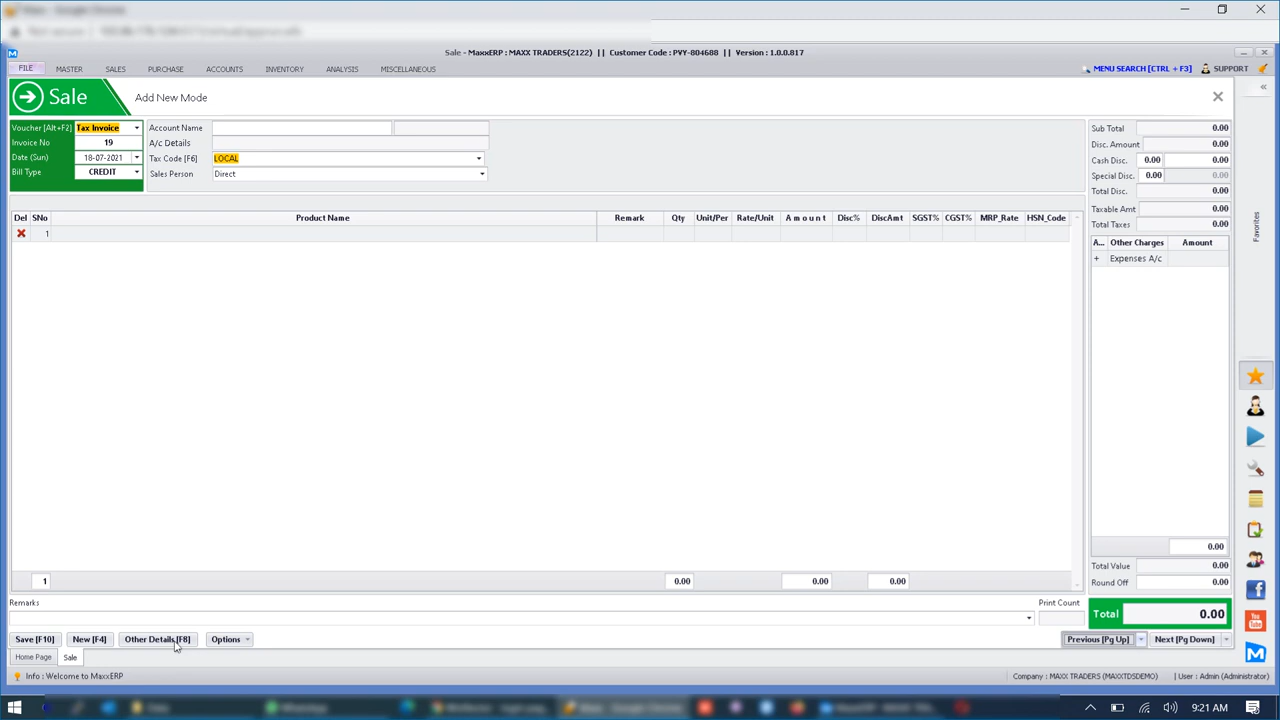 Sale - MaxxERP : MAXX TRADERS(2122) || Customer Code : PVY-804688 || Version : 1.0.0.817
FILE MASTER SALES PURCHASE ACCOUNTS INVENTORY ANALYSIS MISCELLANEOUS MENU SEARCH [CTRL + F3] SUPPORT
Sale Add New Mode
Voucher [Alt+F2] Tax Invoice Account Name
Invoice No 19 A/c Details
Date (Sun) 18-07-2021 Tax Code [F6] LOCAL
Bill Type CREDIT Sales Person Direct
Sub Total 0.00
Disc. Amount 0.00
Cash Disc. 0.00 0.00
Special Disc. 0.00 0.00
Total Disc. 0.00
Taxable Amt 0.00
Total Taxes 0.00
Del SNo Product Name Remark Qty Unit/Per Rate/Unit Amount Disc% DiscAmt SGST% CGST% MRP_Rate HSN_Code
1
A... Other Charges Amount
+ Expenses A/c
Favorites
0.00
Total Value 0.00
Round Off 0.00
1 0.00 0.00 0.00
Remarks Print Count
Total 0.00
Save [F10] New [F4] Other Details [F8] Options Previous [Pg Up] Next [Pg Down]
Home Page Sale
Info : Welcome to MaxxERP Company : MAXX TRADERS (MAXXTDSDEMO) User : Admin (Administrator)
9:21 AM